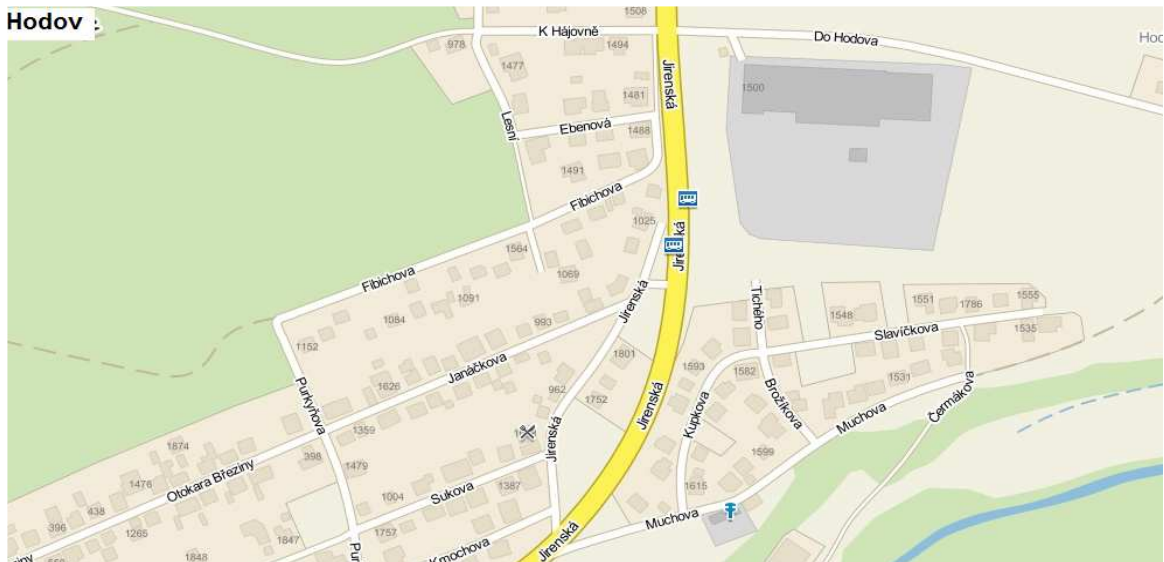 Hodov
1508
K Hájovně
978
1494
Do Hodova
Hod
1477
Jirenská
1500
1481
Lesní
Ebenová
1488
1491
Fibichova
1025
1564
Jirenská
1069
Fibichova
1091
Tichého
1551
1786
1555
1084
993
Jirenská
1548
Slavíčkova
1535
1152
1801
1593
Janáčkova
1582
1531
1626
962
1752
Jirenská
Brožíkova
Čermákova
Purkyňova
Kupkova
Muchova
1359
1874
398
1479
Jirenská
1599
1476
Otokara Březiny
1387
1615
1004
Sukova
438
396
1265
1757
Muchova
1847
Jirenská
Kmochova
1848
Pur
iny